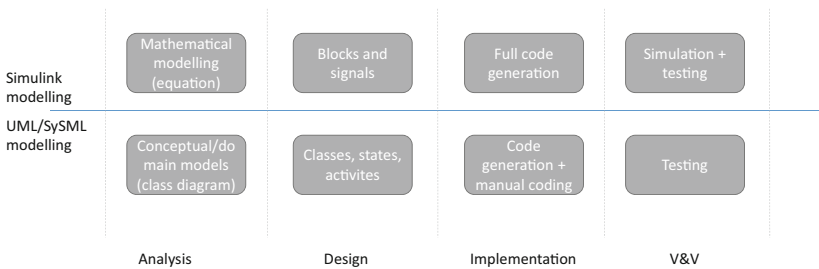 Mathematical
modelling
(equation)
Blocks and
signals
Full code
generation
Simulation +
testing
Simulink
modelling
UML/SySML
modelling
Conceptual/do
main models
(class diagram)
Classes, states,
activites
Code
generation +
manual coding
Testing
Analysis
Design
Implementation
V&V